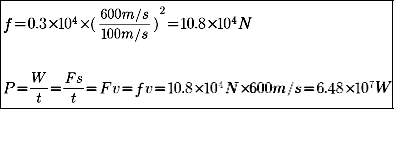 f=0.3×10⁴×(600m/s / 100m/s)²=10.8×10⁴N
P=W/t=Fs/t=Fv=fv=10.8×10⁴N×600m/s=6.48×10⁷W